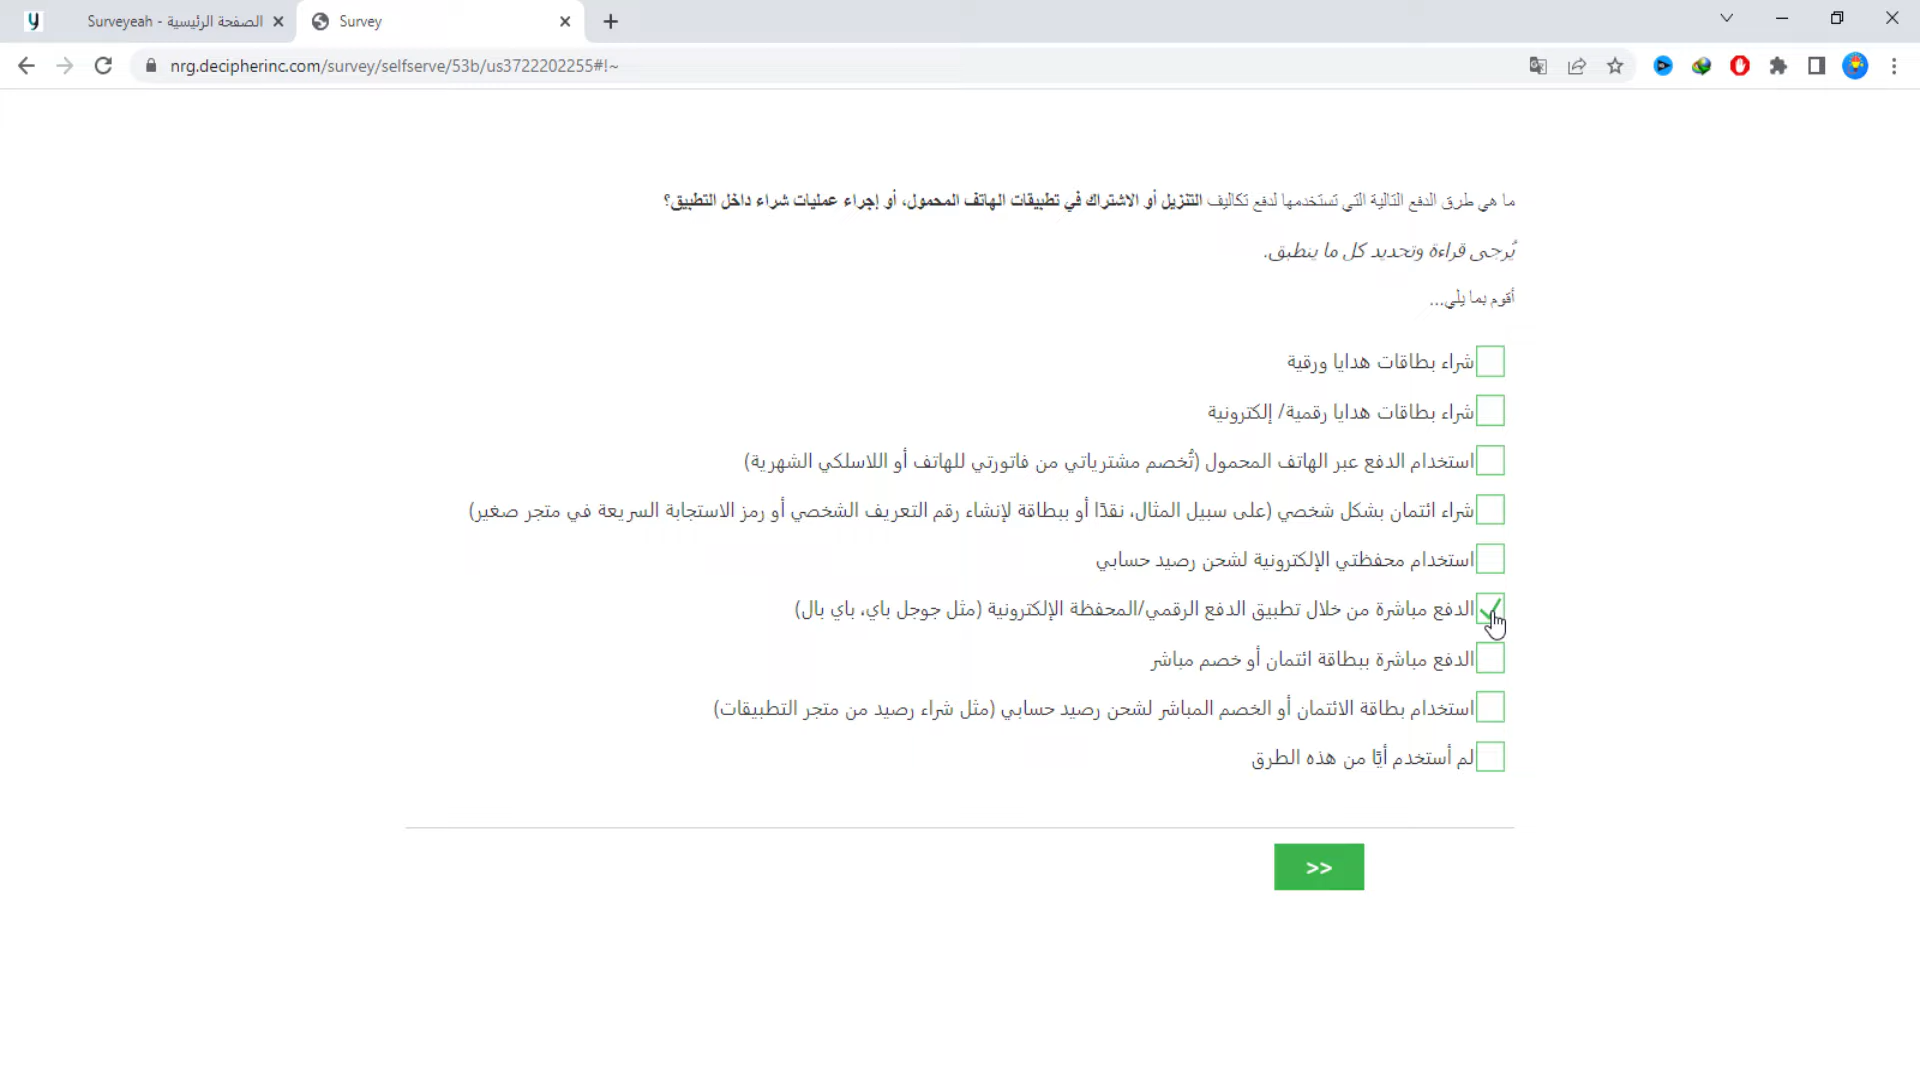 Surveyeah - الصفحة الرئيسية
Survey
nrg.decipherinc.com/survey/selfserve/53b/us3722202255#!~
ما هي طرق الدفع التالية التي تستخدمها لدفع تكاليف التنزيل أو الاشتراك في تطبيقات الهاتف المحمول، أو إجراء عمليات شراء داخل التطبيق؟
يُرجى قراءة وتحديد كل ما ينطبق.
أقوم بما يلي...
شراء بطاقات هدايا ورقية
شراء بطاقات هدايا رقمية/ إلكترونية
استخدام الدفع عبر الهاتف المحمول (تُخصم مشترياتي من فاتورتي للهاتف أو اللاسلكي الشهرية)
شراء ائتمان بشكل شخصي (على سبيل المثال، نقدًا أو ببطاقة لإنشاء رقم التعريف الشخصي أو رمز الاستجابة السريعة في متجر صغير)
استخدام محفظتي الإلكترونية لشحن رصيد حسابي
الدفع مباشرة من خلال تطبيق الدفع الرقمي/المحفظة الإلكترونية (مثل جوجل باي، باي بال)
الدفع مباشرة ببطاقة ائتمان أو خصم مباشر
استخدام بطاقة الائتمان أو الخصم المباشر لشحن رصيد حسابي (مثل شراء رصيد من متجر التطبيقات)
لم أستخدم أيًا من هذه الطرق
>>